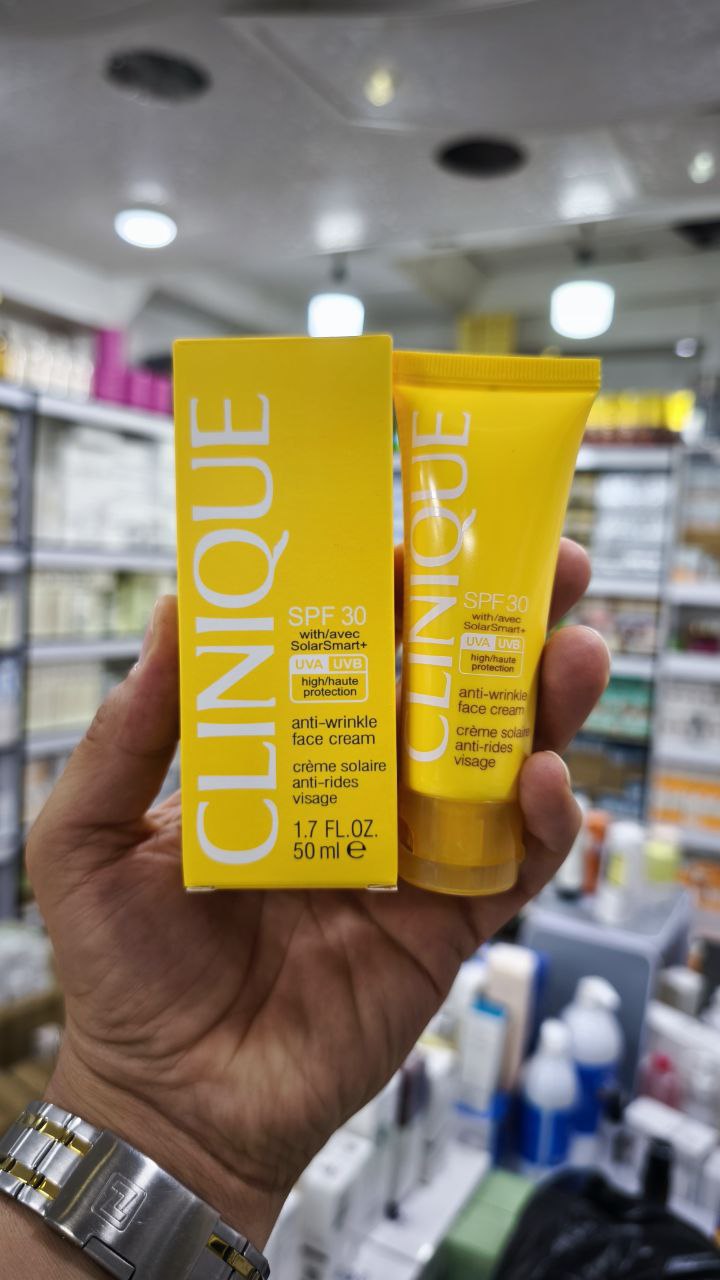 CLINIQUE
SPF 30
with/avec
SolarSmart+
UVA UVB
high/haute
protection
anti-wrinkle
face cream
crème solaire
anti-rides
visage
1.7 FL.OZ.
50 ml e
CLINIQUE
SPF 30
with/avec
SolarSmart+
UVA UVB
high/haute
protection
anti-wrinkle
face cream
crème solaire
anti-rides
visage